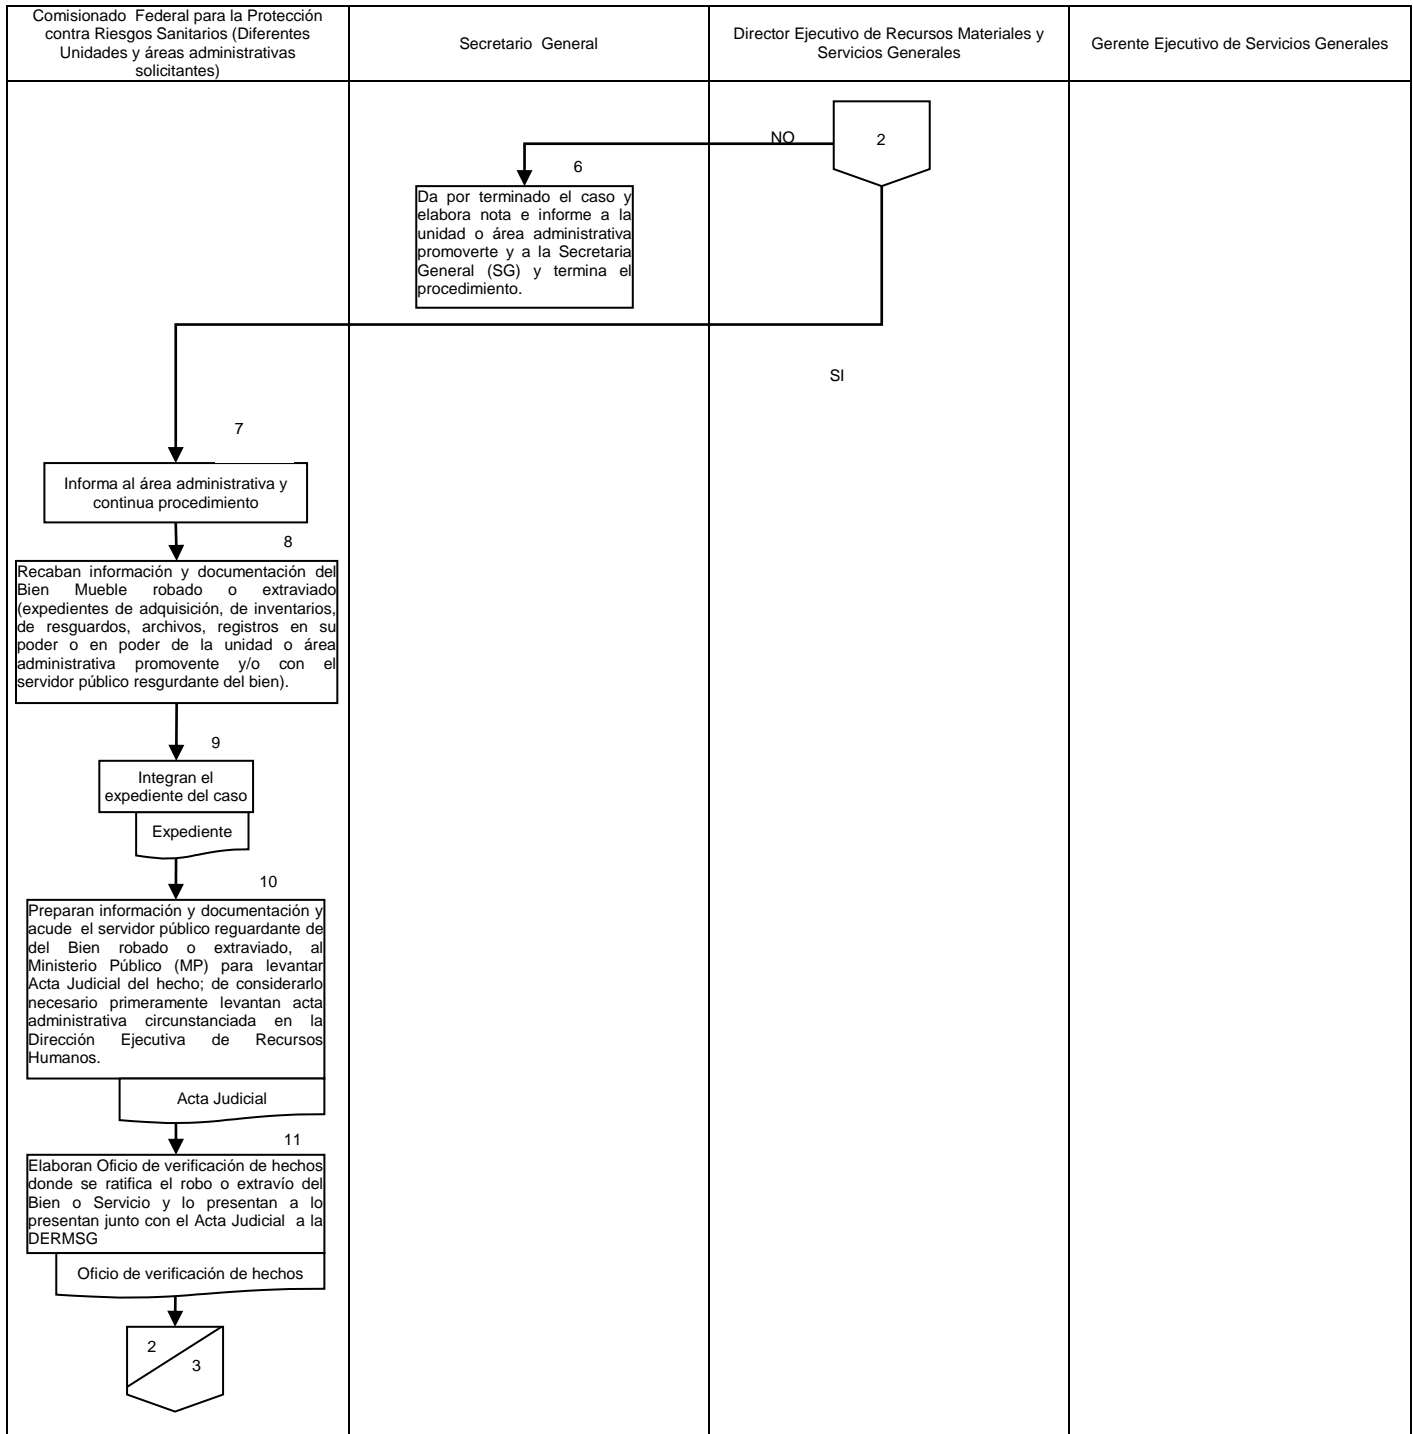 Comisionado Federal para la Protección
contra Riesgos Sanitarios (Diferentes
Unidades y áreas administrativas
solicitantes)
Secretario General
Director Ejecutivo de Recursos Materiales y
Servicios Generales
Gerente Ejecutivo de Servicios Generales
NO
2
6
Da por terminado el caso y
elabora nota e informe a la
unidad o área administrativa
promoverte y a la Secretaria
General (SG) y termina el
procedimiento.
SI
7
Informa al área administrativa y
continua procedimiento
8
Recaban información y documentación del
Bien Mueble robado o extraviado
(expedientes de adquisición, de inventarios,
de resguardos, archivos, registros en su
poder o en poder de la unidad o área
administrativa promovente y/o con el
servidor público resgurdante del bien).
9
Integran el
expediente del caso
Expediente
10
Preparan información y documentación y
acude el servidor público reguardante de
del Bien robado o extraviado, al
Ministerio Público (MP) para levantar
Acta Judicial del hecho; de considerarlo
necesario primeramente levantan acta
administrativa circunstanciada en la
Dirección Ejecutiva de Recursos
Humanos.
Acta Judicial
11
Elaboran Oficio de verificación de hechos
donde se ratifica el robo o extravío del
Bien o Servicio y lo presentan a lo
presentan junto con el Acta Judicial a la
DERMSG
Oficio de verificación de hechos
2
3